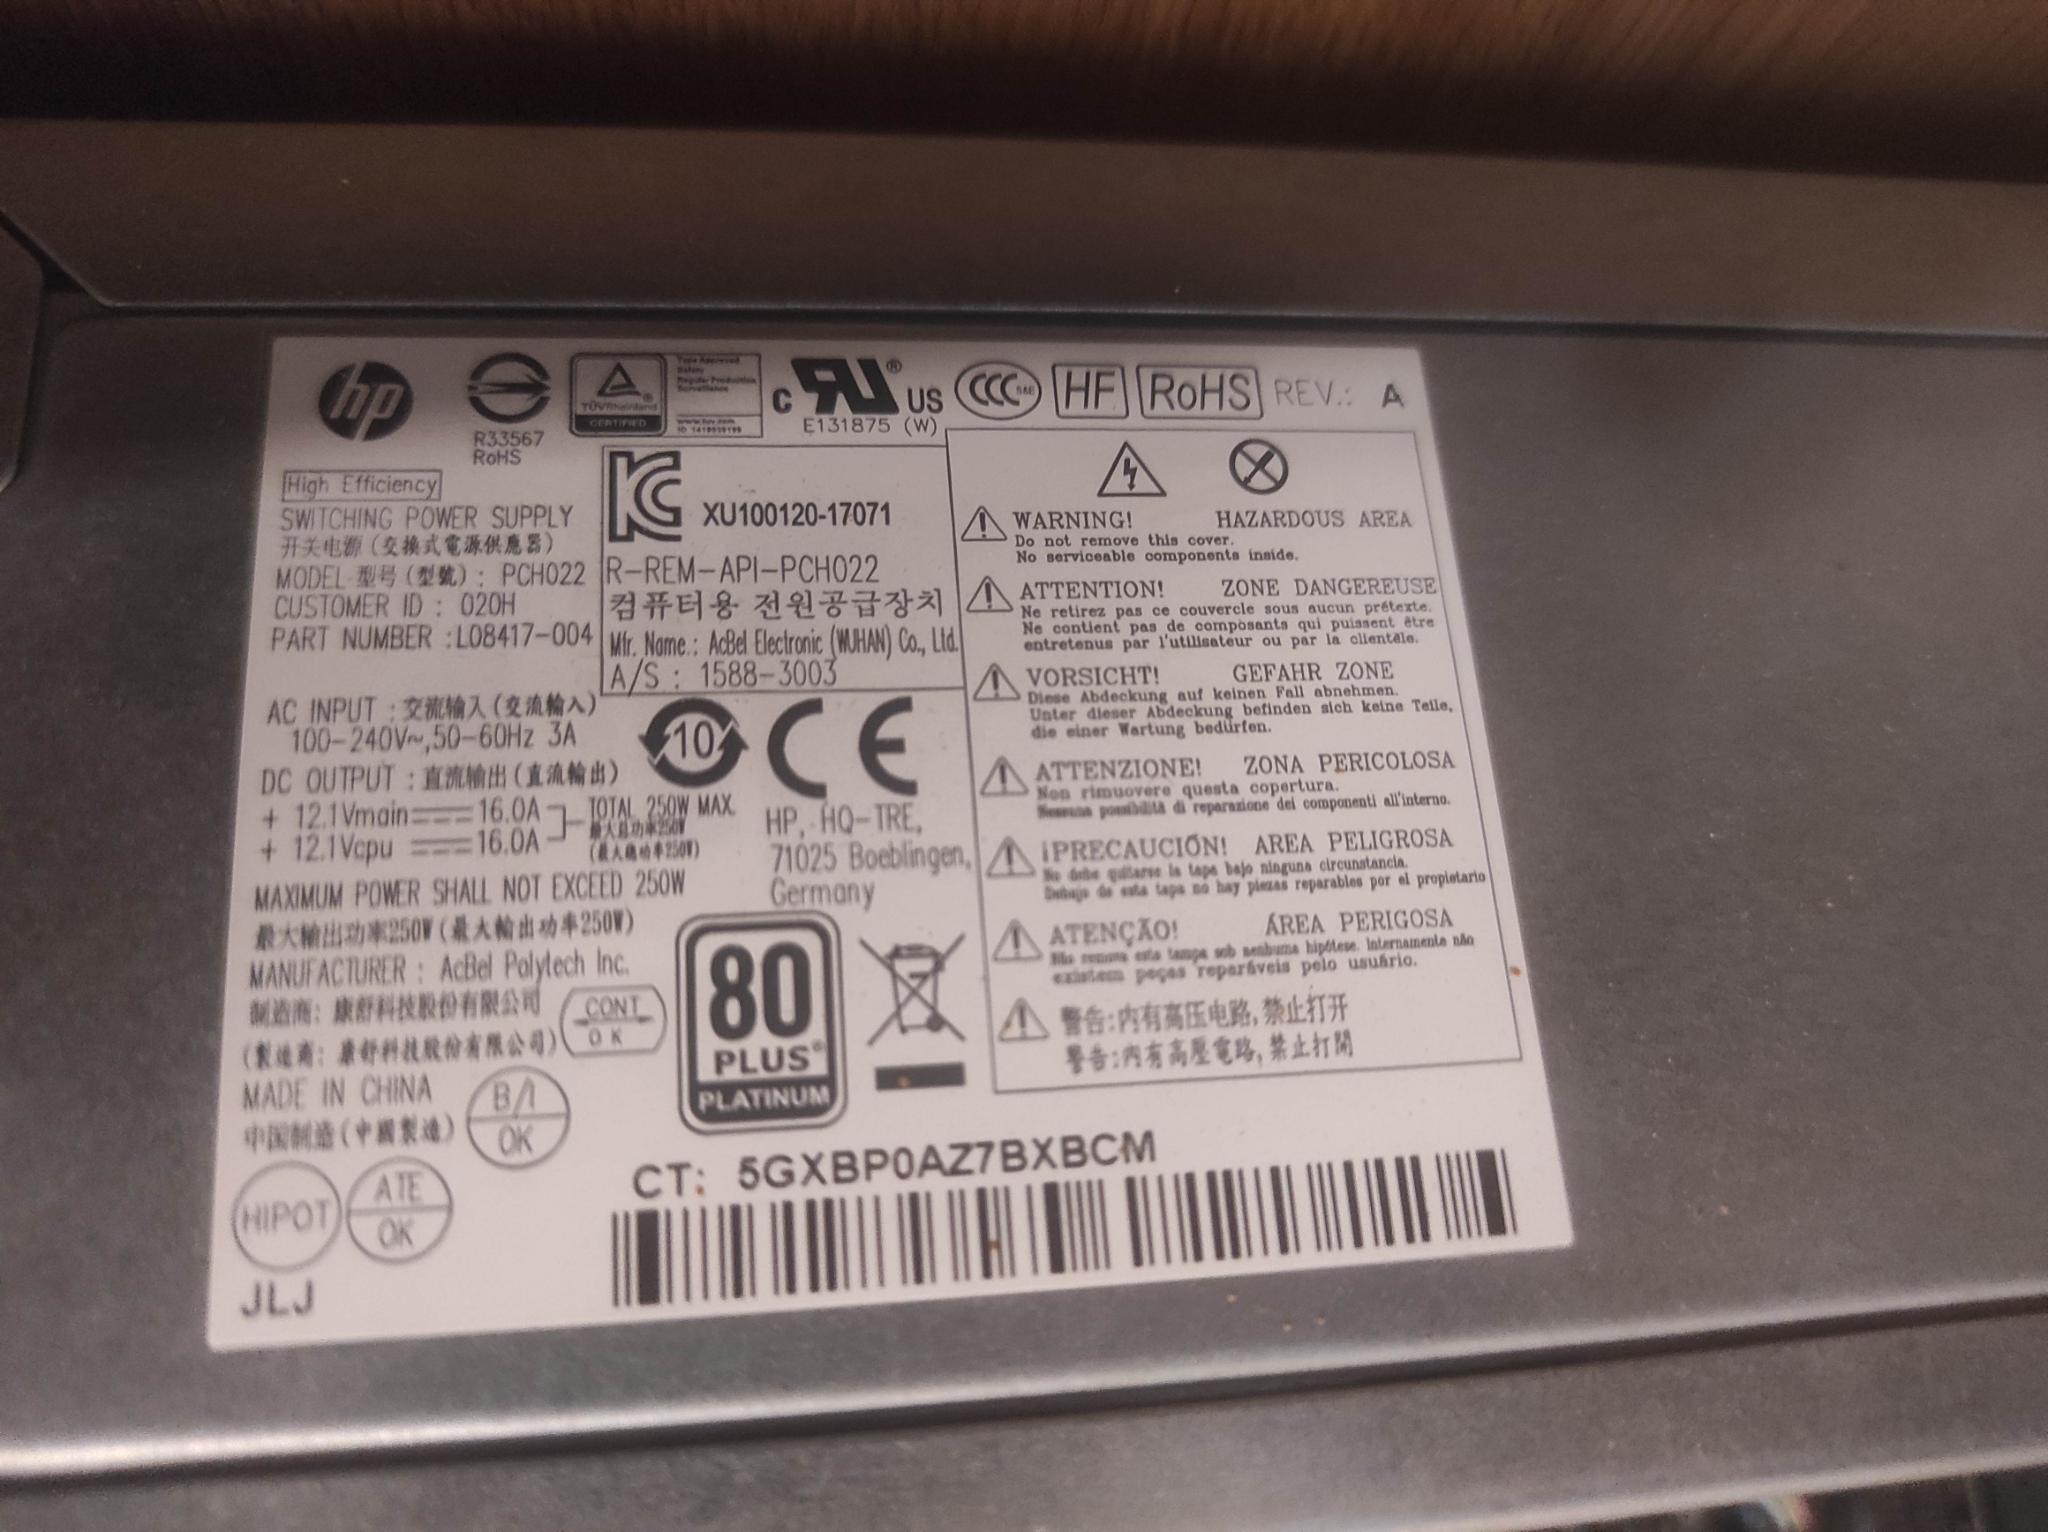 hp
R33567
RoHS
TÜVRheinland
CERTIFIED
Type Approved
Safety
Regular Production
Surveillance
www.tuv.com
c RU ® US
E131875 (W)
CCC S&E
HF
RoHS
REV.: A
High Efficiency
SWITCHING POWER SUPPLY
开关电源(交換式電源供應器)
MODEL 型号(型號): PCH022
CUSTOMER ID : 020H
PART NUMBER :L08417-004
KC
XU100120-17071
R-REM-API-PCH022
컴퓨터용 전원공급장치
Mfr. Name.: AcBel Electronic (WUHAN) Co., Ltd.
A/S : 1588-3003
AC INPUT : 交流输入(交流輸入)
100-240V~,50-60Hz 3A
DC OUTPUT : 直流输出(直流輸出)
+ 12.1Vmain 16.0A
+ 12.1Vcpu 16.0A
TOTAL 250W MAX.
最大总功率250W
(最大總功率250W)
MAXIMUM POWER SHALL NOT EXCEED 250W
最大输出功率250W(最大輸出功率250W)
MANUFACTURER : AcBel Polytech Inc.
制造商: 康舒科技股份有限公司
(製造商: 康舒科技股份有限公司)
MADE IN CHINA
中国制造(中國製造)
CONT
OK
B/I
OK
HIPOT
ATE
OK
JLJ
10
CE
HP, HQ-TRE,
71025 Boeblingen,
Germany
80
PLUS®
PLATINUM
WARNING! HAZARDOUS AREA
Do not remove this cover.
No serviceable components inside.
ATTENTION! ZONE DANGEREUSE
Ne retirez pas ce couvercle sous aucun prétexte.
Ne contient pas de composants qui puissent être
entretenus par l'utilisateur ou par la clientèle.
VORSICHT! GEFAHR ZONE
Diese Abdeckung auf keinen Fall abnehmen.
Unter dieser Abdeckung befinden sich keine Teile,
die einer Wartung bedürfen.
ATTENZIONE! ZONA PERICOLOSA
Non rimuovere questa copertura.
Nessuna possibilità di reparazione dei componenti all'interno.
¡PRECAUCIÓN! AREA PELIGROSA
No debe quitarse la tapa bajo ninguna circunstancia.
Debajo de esta tapa no hay piezas reparables por el propietario
ATENÇÃO! ÁREA PERIGOSA
Não remova esta tampa sob nenhuma hipótese. Internamente não
existem peças reparáveis pelo usuário.
警告:内有高压电路,禁止打开
警告:內有高壓電路,禁止打開
CT: 5GXBP0AZ7BXBCM